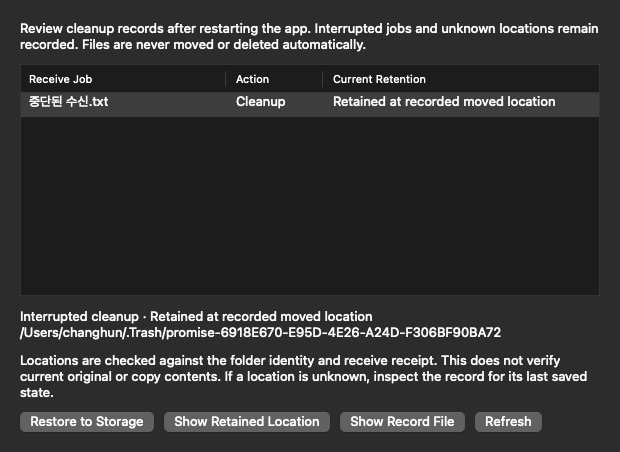 Review cleanup records after restarting the app. Interrupted jobs and unknown locations remain
recorded. Files are never moved or deleted automatically.
Receive Job Action Current Retention
중단된 수신.txt Cleanup Retained at recorded moved location
Interrupted cleanup · Retained at recorded moved location
/Users/changhun/.Trash/promise-6918E670-E95D-4E26-A24D-F306BF90BA72
Locations are checked against the folder identity and receive receipt. This does not verify
current original or copy contents. If a location is unknown, inspect the record for its last saved
state.
Restore to Storage Show Retained Location Show Record File Refresh